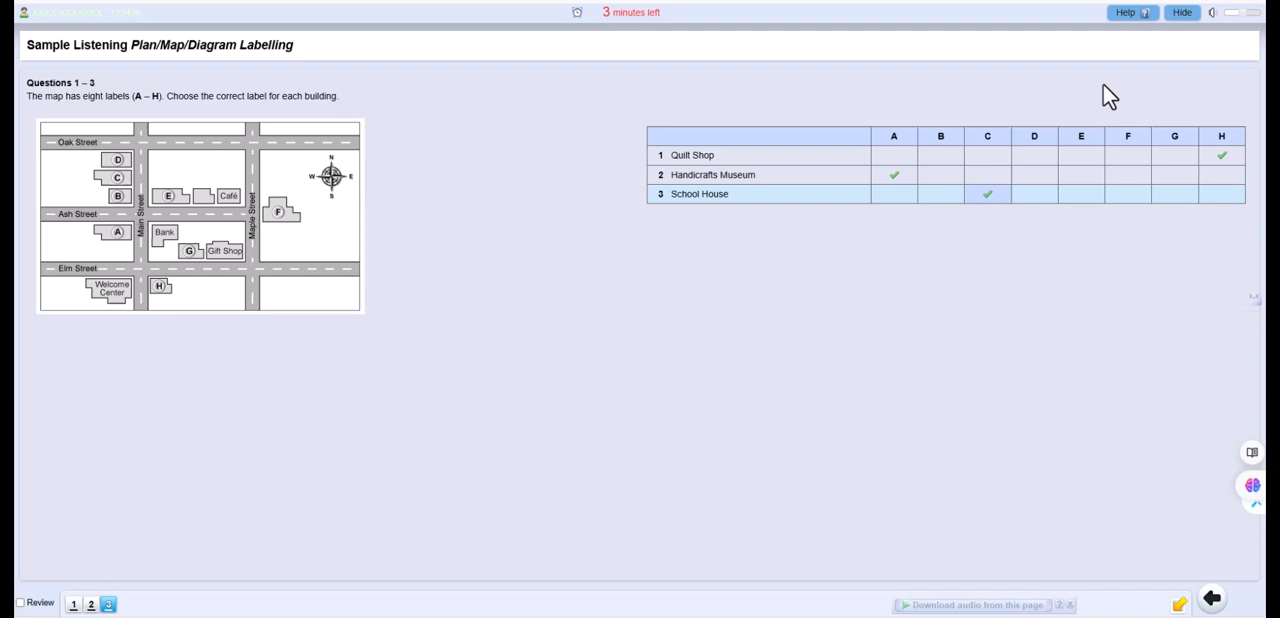 3 minutes left
Help ?
Hide
Sample Listening Plan/Map/Diagram Labelling
Questions 1 – 3
The map has eight labels (A – H). Choose the correct label for each building.
Oak Street
D
C
B
E
Café
N
W
E
S
Main Street
Maple Street
F
Ash Street
A
Bank
G
Gift Shop
Elm Street
Welcome
Center
H
A B C D E F G H
1 Quilt Shop
2 Handicrafts Museum
3 School House
Review
1 2 3
Download audio from this page ? X